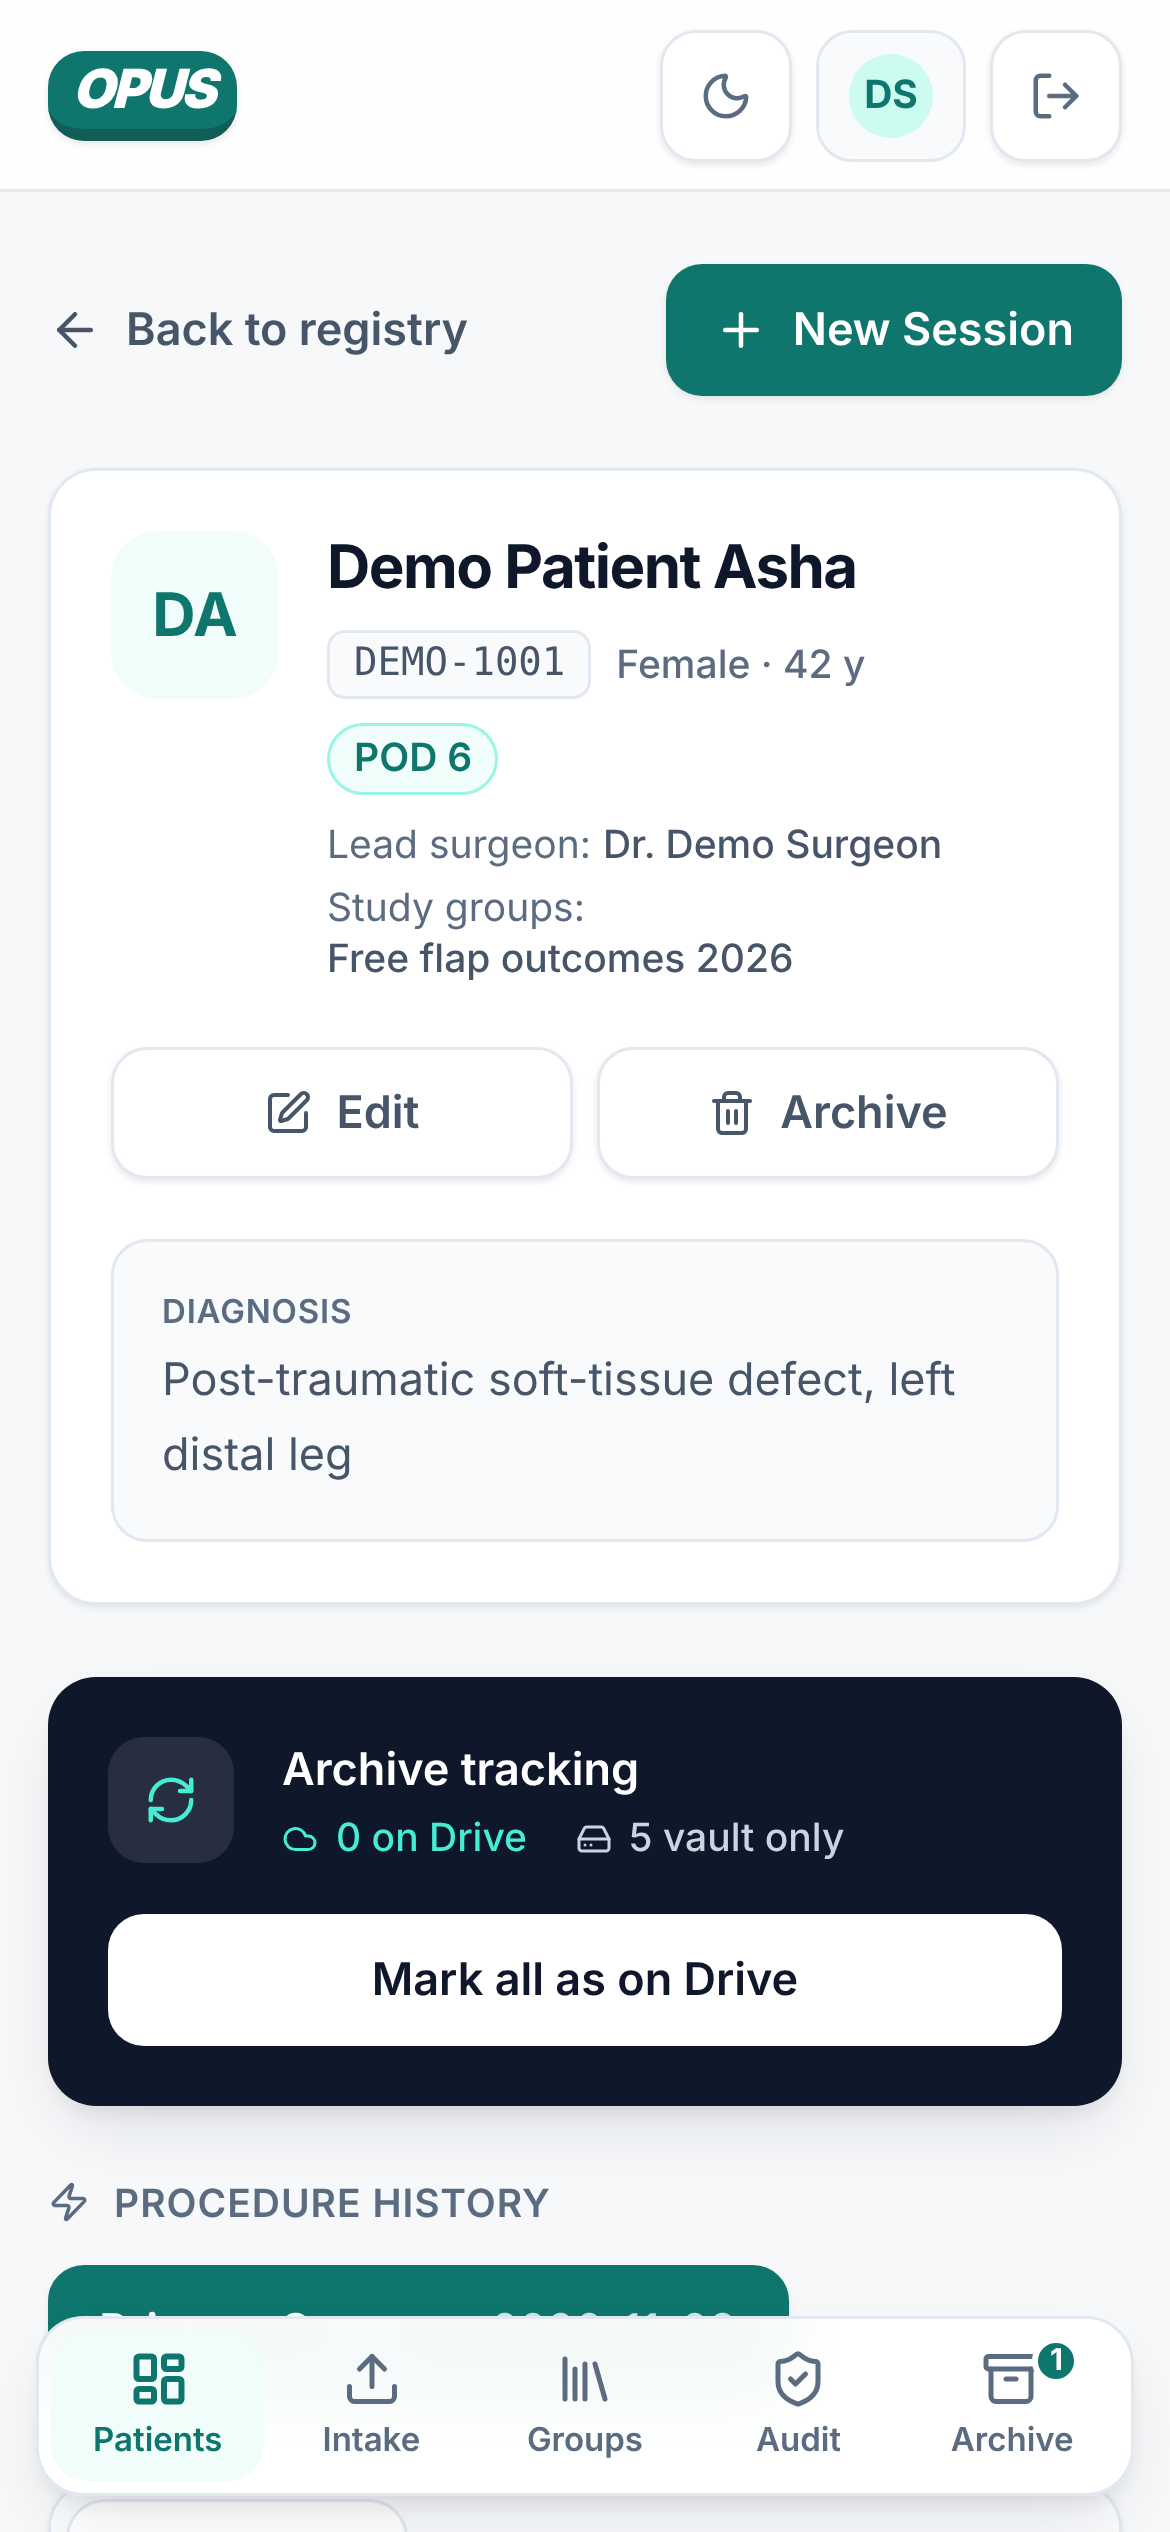 OPUS
DS
Back to registry
New Session
DA
Demo Patient Asha
DEMO-1001
Female · 42 y
POD 6
Lead surgeon: Dr. Demo Surgeon
Study groups:
Free flap outcomes 2026
Edit
Archive
DIAGNOSIS
Post-traumatic soft-tissue defect, left
distal leg
Archive tracking
0 on Drive
5 vault only
Mark all as on Drive
PROCEDURE HISTORY
1
Patients
Intake
Groups
Audit
Archive